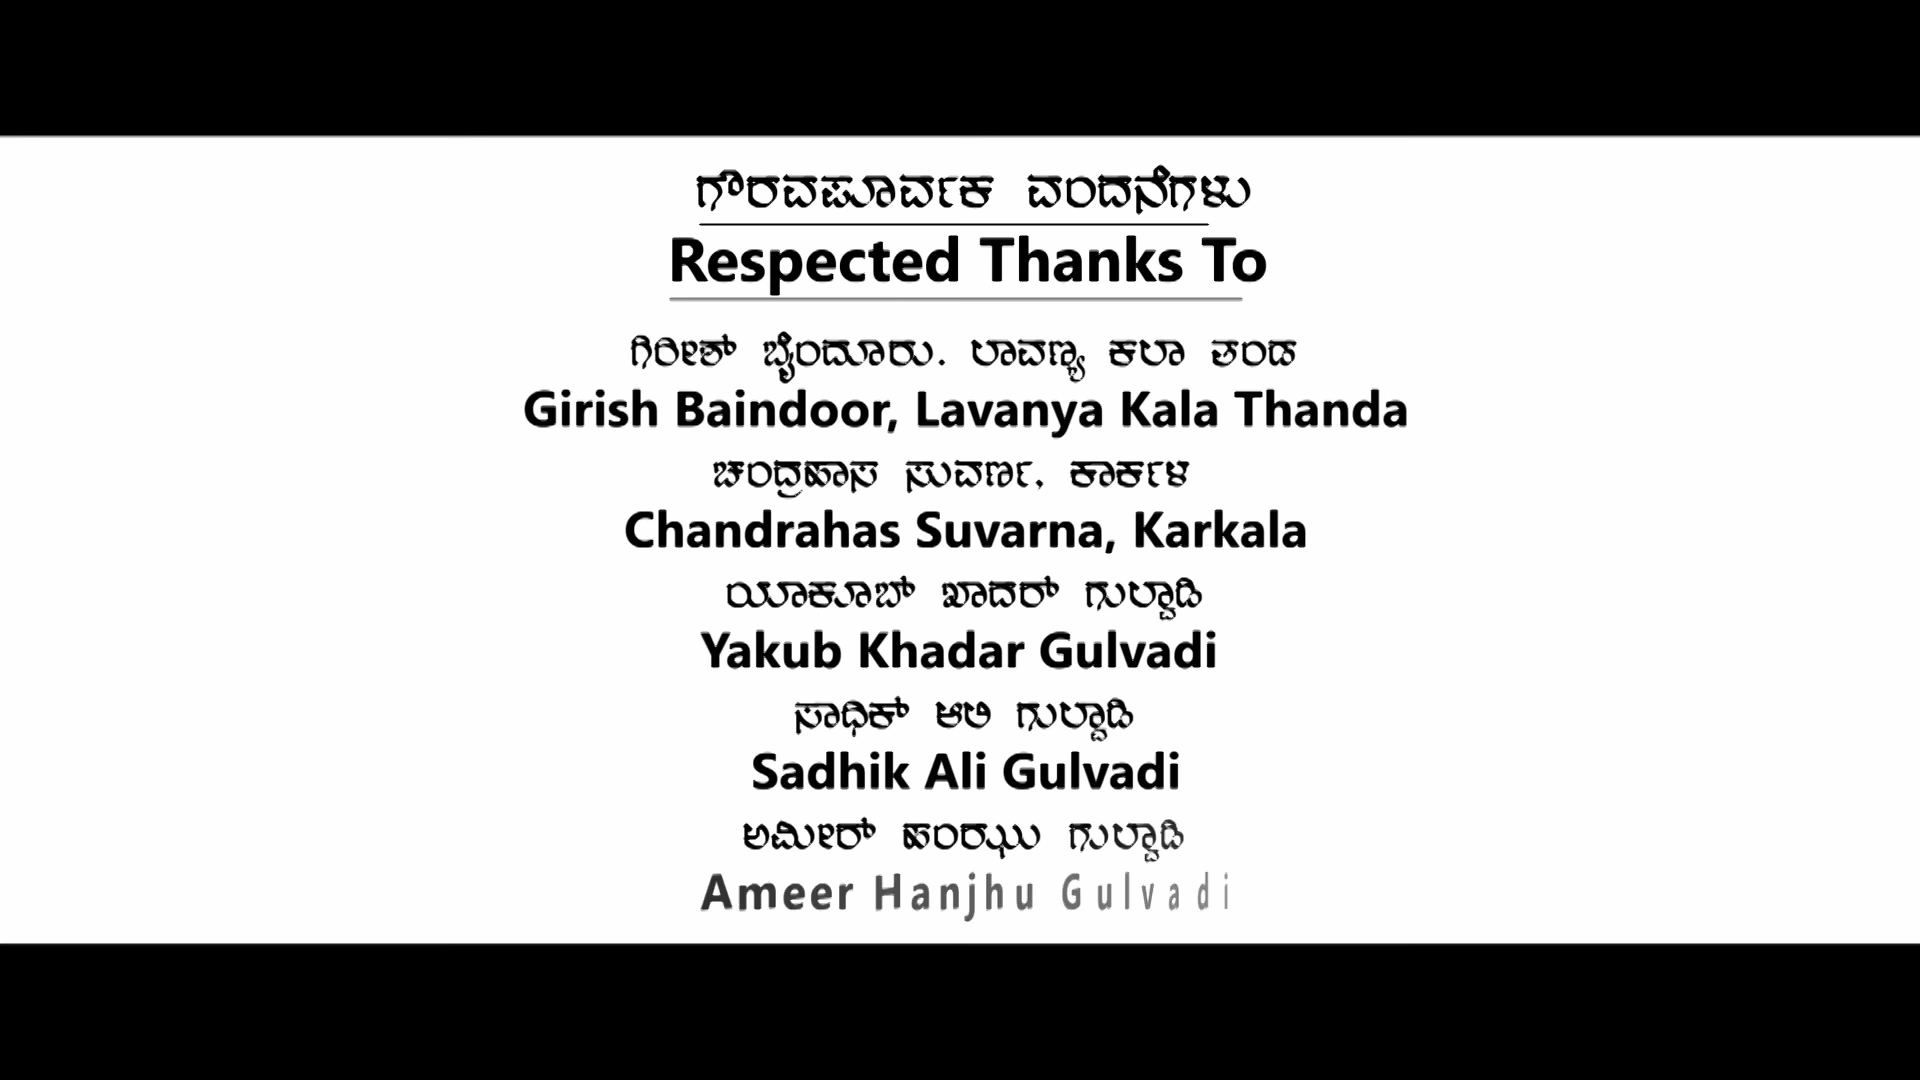 ಗೌರವಪೂರ್ವಕ ವಂದನೆಗಳು
Respected Thanks To
ಗಿರೀಶ್ ಬೈಂದೂರು. ಲಾವಣ್ಯ ಕಲಾ ತಂಡ
Girish Baindoor, Lavanya Kala Thanda
ಚಂದ್ರಹಾಸ ಸುವರ್ಣ, ಕಾರ್ಕಳ
Chandrahas Suvarna, Karkala
ಯಾಕೂಬ್ ಖಾದರ್ ಗುಲ್ವಾಡಿ
Yakub Khadar Gulvadi
ಸಾಧಿಕ್ ಆಲಿ ಗುಲ್ವಾಡಿ
Sadhik Ali Gulvadi
ಅಮೀರ್ ಹಂಝು ಗುಲ್ವಾಡಿ
Ameer Hanjhu Gulvadi